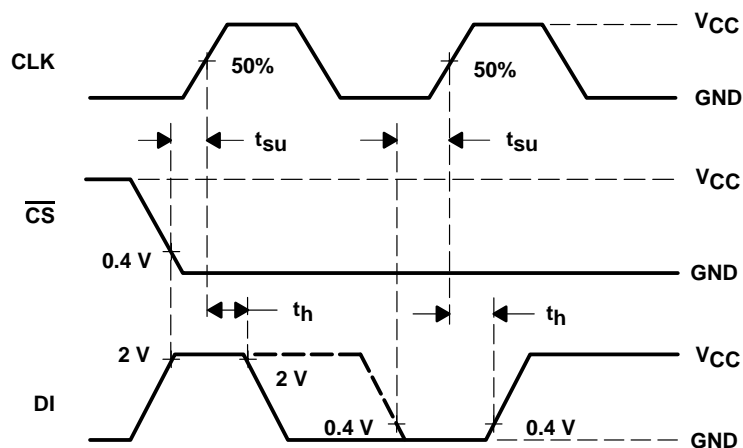 VCC
CLK
50%
50%
GND
tsu
tsu
VCC
CS
0.4 V
GND
th
th
2 V
2 V
VCC
DI
0.4 V
0.4 V
GND